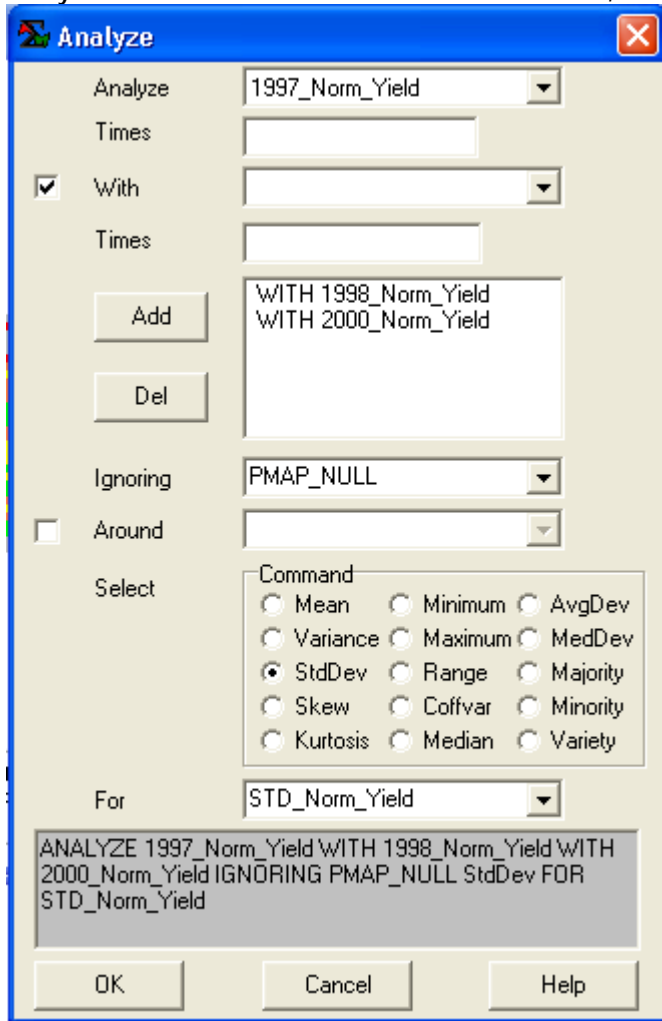 Analyze
Analyze 1997_Norm_Yield
Times
With
Times
Add
WITH 1998_Norm_Yield
WITH 2000_Norm_Yield
Del
Ignoring PMAP_NULL
Around
Select
Command
Mean Minimum AvgDev
Variance Maximum MedDev
StdDev Range Majority
Skew Coffvar Minority
Kurtosis Median Variety
For STD_Norm_Yield
ANALYZE 1997_Norm_Yield WITH 1998_Norm_Yield WITH
2000_Norm_Yield IGNORING PMAP_NULL StdDev FOR
STD_Norm_Yield
OK Cancel Help